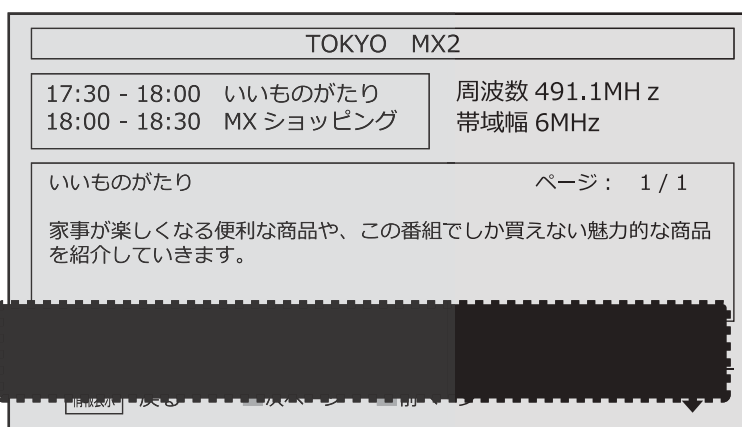 TOKYO MX2
17:30 - 18:00 いいものがたり
18:00 - 18:30 MX ショッピング
周波数 491.1MH z
帯域幅 6MHz
いいものがたり ページ： 1 / 1
家事が楽しくなる便利な商品や、この番組でしか買えない魅力的な商品
を紹介していきます。